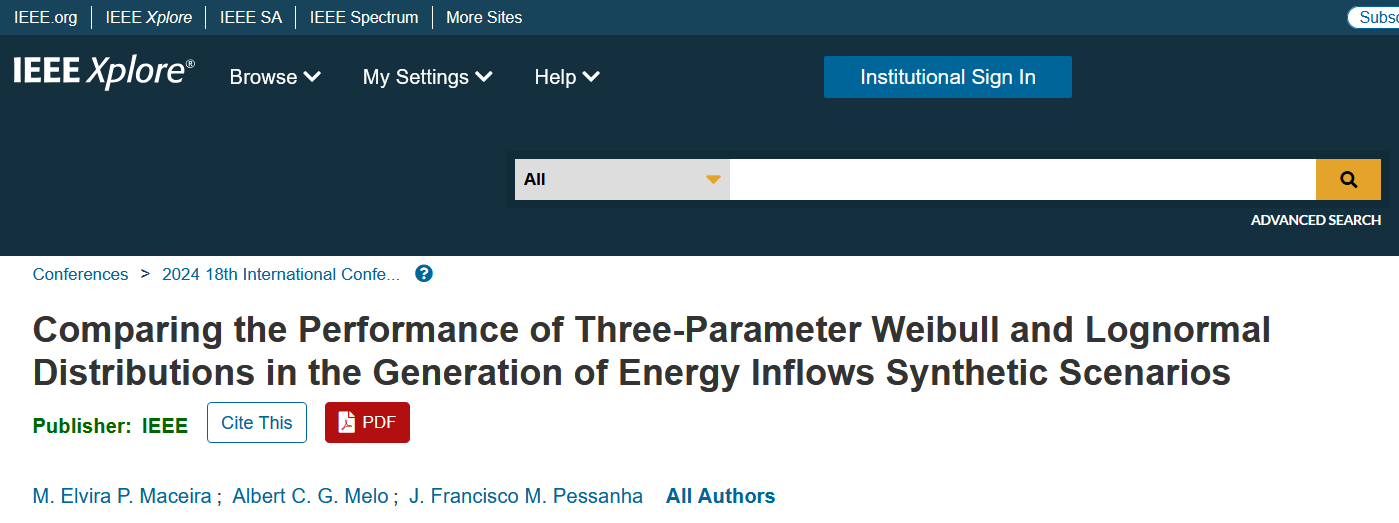 IEEE.org IEEE Xplore IEEE SA IEEE Spectrum More Sites
IEEE Xplore® Browse My Settings Help Institutional Sign In
All
ADVANCED SEARCH
Conferences > 2024 18th International Confe... ?
Comparing the Performance of Three-Parameter Weibull and Lognormal
Distributions in the Generation of Energy Inflows Synthetic Scenarios
Publisher: IEEE Cite This PDF
M. Elvira P. Maceira ; Albert C. G. Melo ; J. Francisco M. Pessanha All Authors